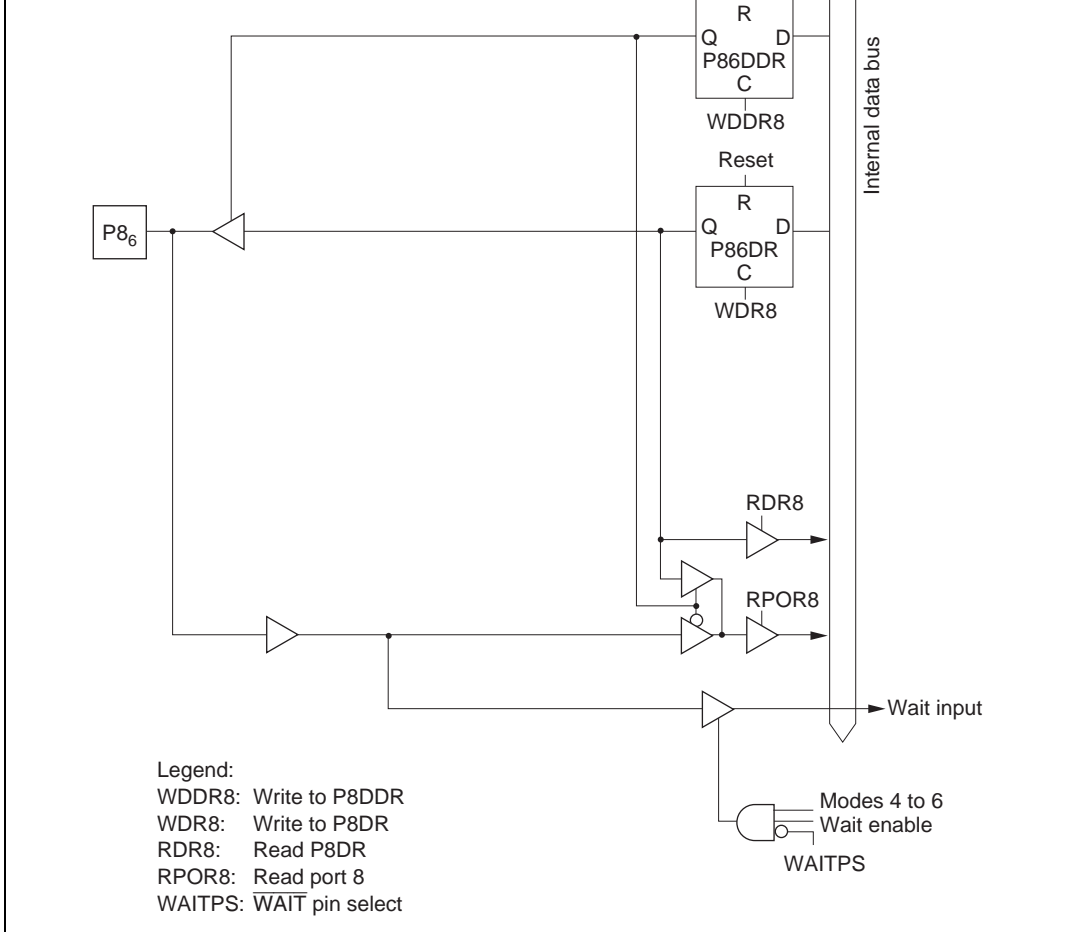 R
Q D
P86DDR
C
WDDR8
Internal data bus
Reset
R
P8₆
Q D
P86DR
C
WDR8
RDR8
RPOR8
Wait input
Legend:
WDDR8: Write to P8DDR
WDR8: Write to P8DR
RDR8: Read P8DR
RPOR8: Read port 8
WAITPS: W̅A̅I̅T̅ pin select
Modes 4 to 6
Wait enable
WAITPS